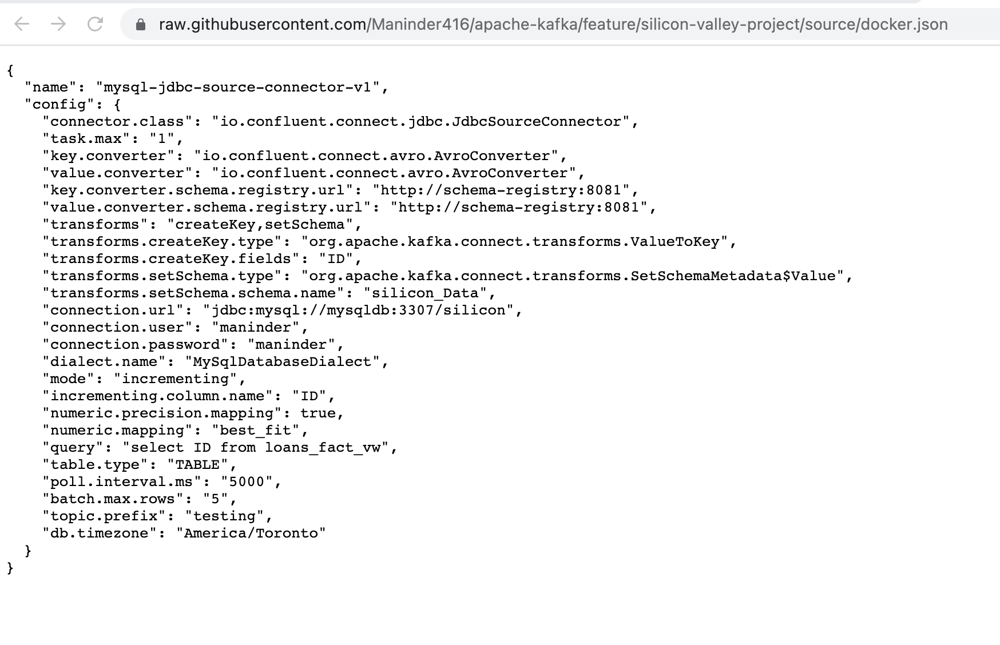 raw.githubusercontent.com/Maninder416/apache-kafka/feature/silicon-valley-project/source/docker.json
{
  "name": "mysql-jdbc-source-connector-v1",
  "config": {
    "connector.class": "io.confluent.connect.jdbc.JdbcSourceConnector",
    "task.max": "1",
    "key.converter": "io.confluent.connect.avro.AvroConverter",
    "value.converter": "io.confluent.connect.avro.AvroConverter",
    "key.converter.schema.registry.url": "http://schema-registry:8081",
    "value.converter.schema.registry.url": "http://schema-registry:8081",
    "transforms": "createKey,setSchema",
    "transforms.createKey.type": "org.apache.kafka.connect.transforms.ValueToKey",
    "transforms.createKey.fields": "ID",
    "transforms.setSchema.type": "org.apache.kafka.connect.transforms.SetSchemaMetadata$Value",
    "transforms.setSchema.schema.name": "silicon_Data",
    "connection.url": "jdbc:mysql://mysqldb:3307/silicon",
    "connection.user": "maninder",
    "connection.password": "maninder",
    "dialect.name": "MySqlDatabaseDialect",
    "mode": "incrementing",
    "incrementing.column.name": "ID",
    "numeric.precision.mapping": true,
    "numeric.mapping": "best_fit",
    "query": "select ID from loans_fact_vw",
    "table.type": "TABLE",
    "poll.interval.ms": "5000",
    "batch.max.rows": "5",
    "topic.prefix": "testing",
    "db.timezone": "America/Toronto"
  }
}